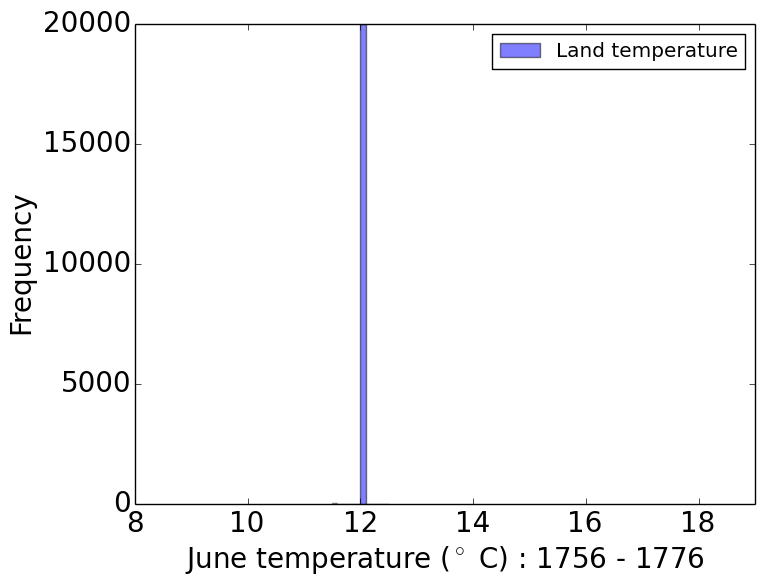 20000
Land temperature
15000
Frequency
10000
5000
0
8 10 12 14 16 18
June temperature (° C) : 1756 - 1776